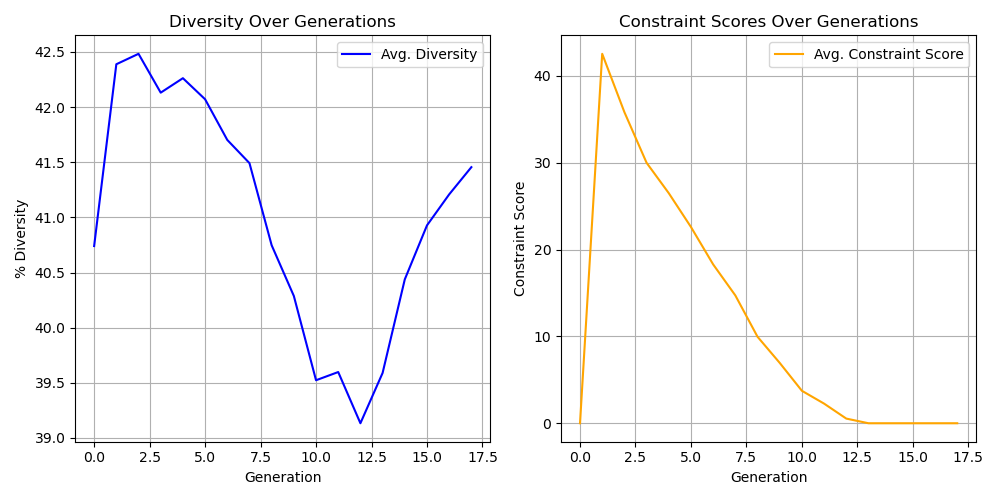 Diversity Over Generations
Avg. Diversity
42.5
42.0
41.5
41.0
40.5
40.0
39.5
39.0
% Diversity
0.0 2.5 5.0 7.5 10.0 12.5 15.0 17.5
Generation
Constraint Scores Over Generations
Avg. Constraint Score
40
30
20
10
0
Constraint Score
0.0 2.5 5.0 7.5 10.0 12.5 15.0 17.5
Generation